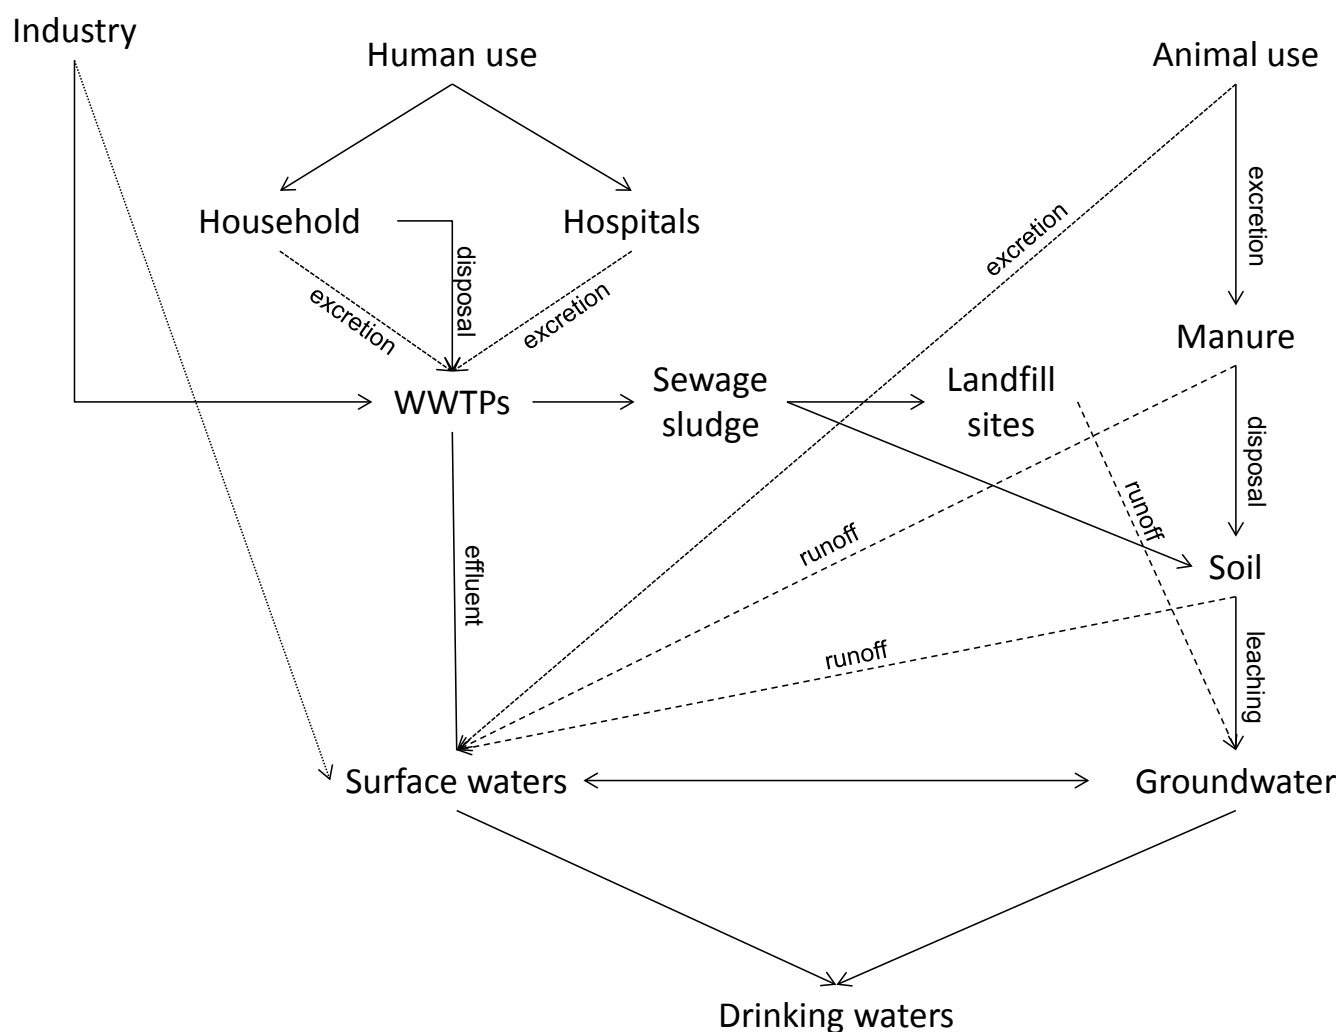 Industry
Human use
Animal use
Household
Hospitals
excretion
excretion
disposal
excretion
excretion
Manure
WWTPs
Sewage
sludge
Landfill
sites
disposal
runoff
runoff
effluent
Soil
runoff
leaching
Surface waters
Groundwater
Drinking waters